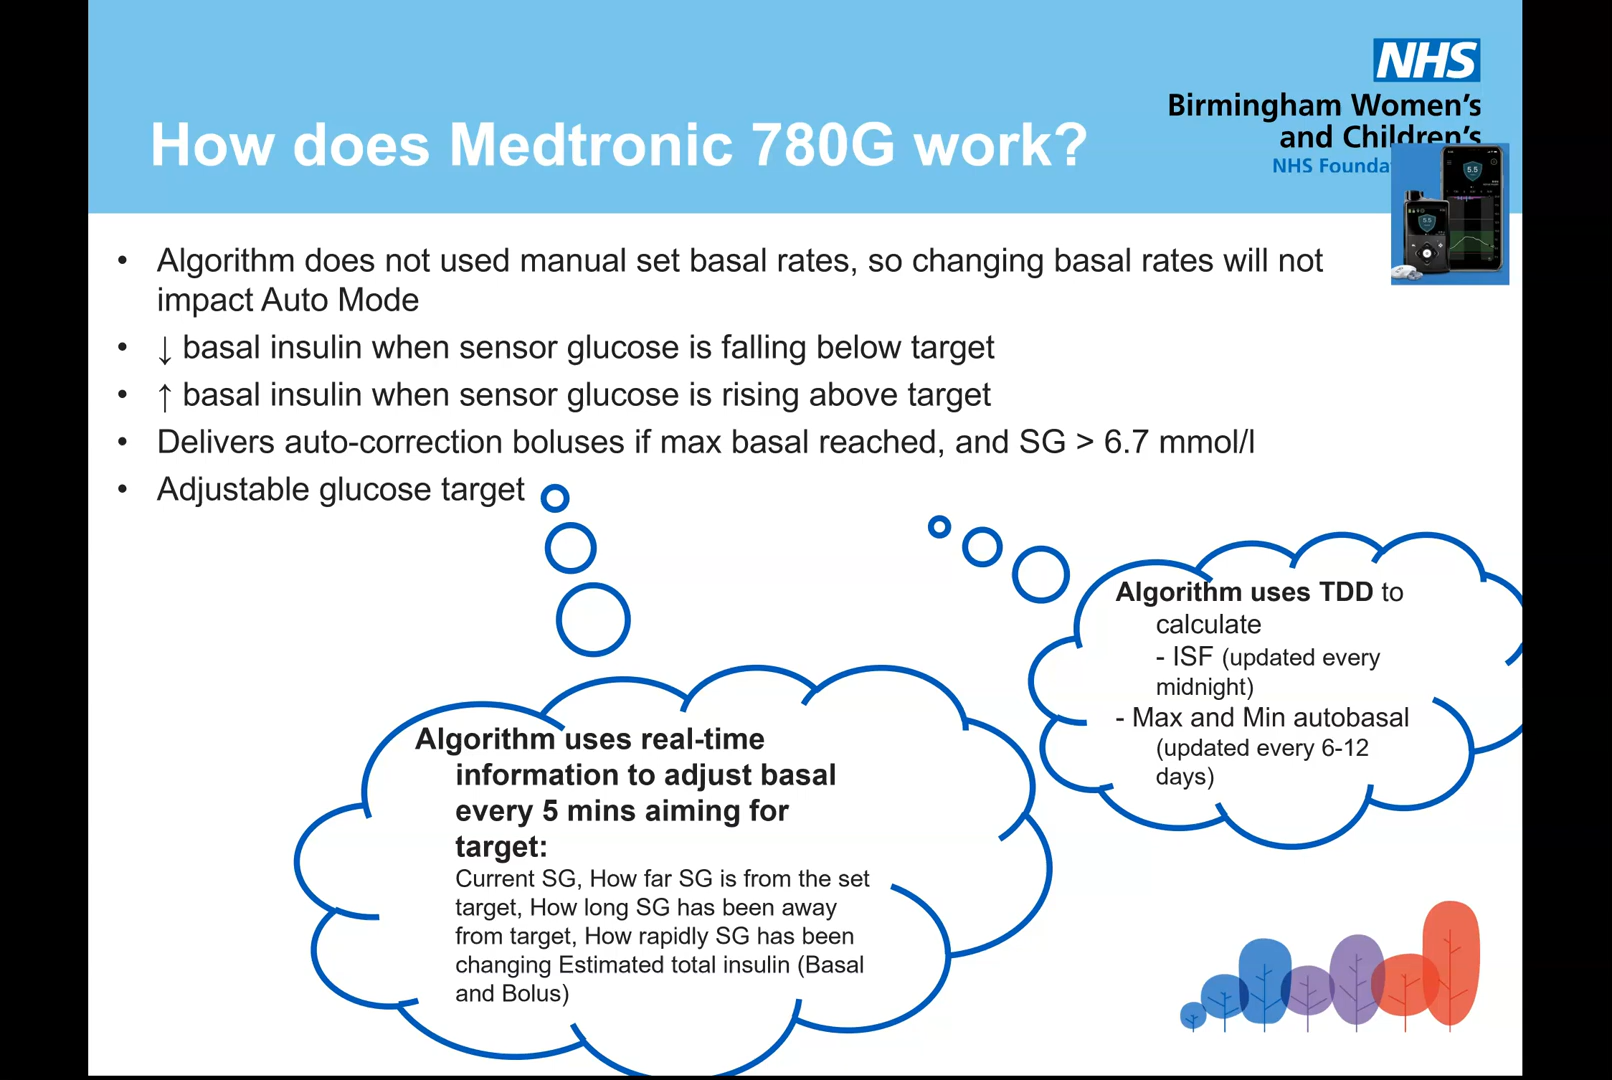 NHS
Birmingham Women's
and Children's
NHS Founda
How does Medtronic 780G work?
• Algorithm does not used manual set basal rates, so changing basal rates will not
impact Auto Mode
• ↓ basal insulin when sensor glucose is falling below target
• ↑ basal insulin when sensor glucose is rising above target
• Delivers auto-correction boluses if max basal reached, and SG > 6.7 mmol/l
• Adjustable glucose target
Algorithm uses TDD to
calculate
- ISF (updated every
midnight)
- Max and Min autobasal
(updated every 6-12
days)
Algorithm uses real-time
information to adjust basal
every 5 mins aiming for
target:
Current SG, How far SG is from the set
target, How long SG has been away
from target, How rapidly SG has been
changing Estimated total insulin (Basal
and Bolus)
5.5
5.5